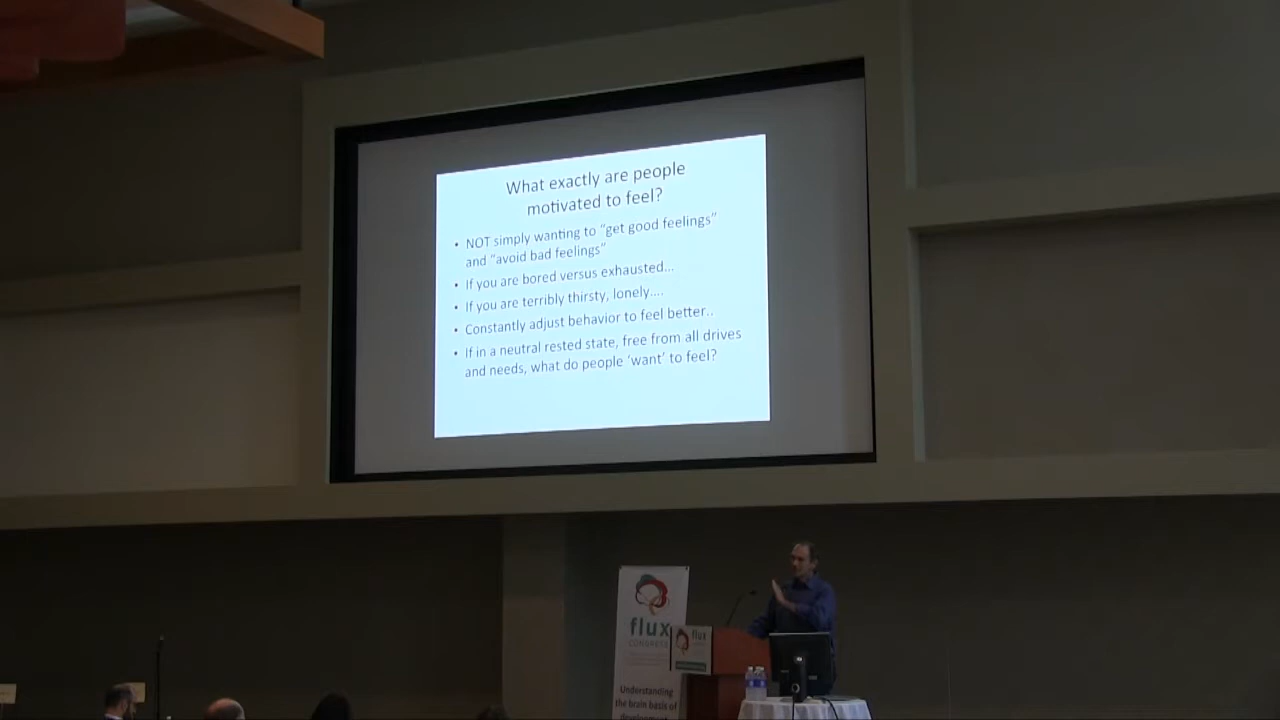 What exactly are people
motivated to feel?
• NOT simply wanting to “get good feelings”
and “avoid bad feelings”
• If you are bored versus exhausted...
• If you are terribly thirsty, lonely....
• Constantly adjust behavior to feel better..
• If in a neutral rested state, free from all drives
and needs, what do people ‘want’ to feel?
flux
CONGRESS
flux
Understanding
the brain basis of
development